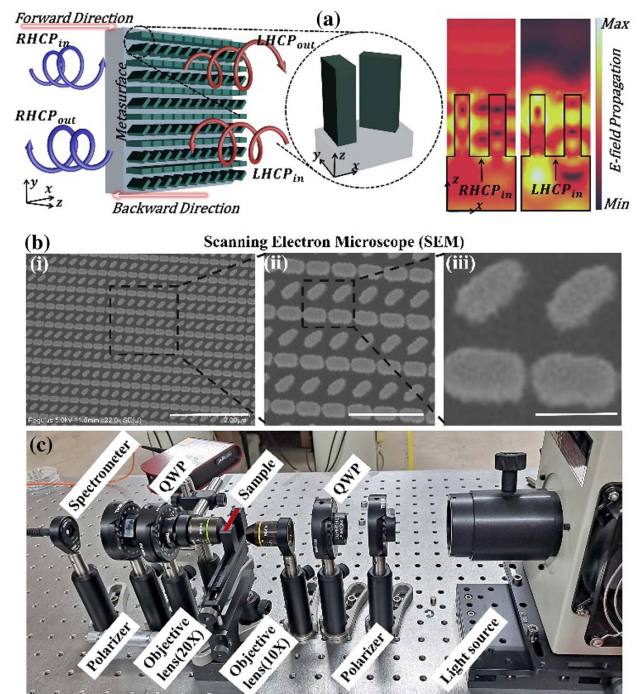 (a)
Forward Direction
RHCPin
LHCPout
Metasurface
RHCPout
LHCPin
y
x
z
Backward Direction
y
z
x
RHCPin
LHCPin
z
x
Max
E-field Propagation
Min
(b)
Scanning Electron Microscope (SEM)
(i)
(ii)
(iii)
2.00µm
(c)
Spectrometer
QWP
Sample
QWP
Polarizer
Objective
lens(20X)
Objective
lens(10X)
Polarizer
Light source